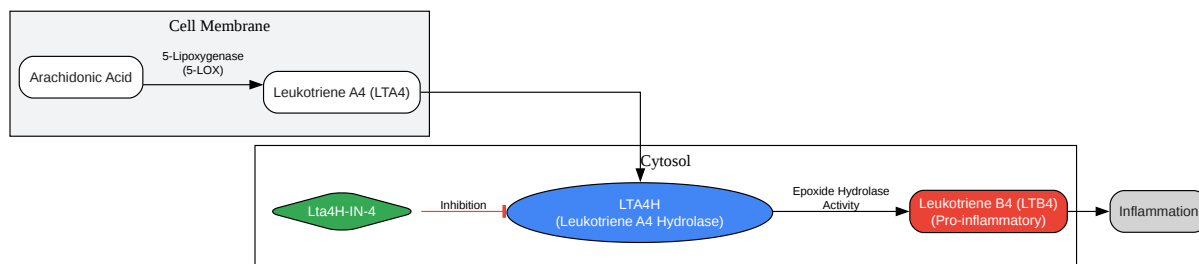 Cell Membrane
Arachidonic Acid
5-Lipoxygenase
(5-LOX)
Leukotriene A4 (LTA4)
Cytosol
Lta4H-IN-4
Inhibition
LTA4H
(Leukotriene A4 Hydrolase)
Epoxide Hydrolase
Activity
Leukotriene B4 (LTB4)
(Pro-inflammatory)
Inflammation